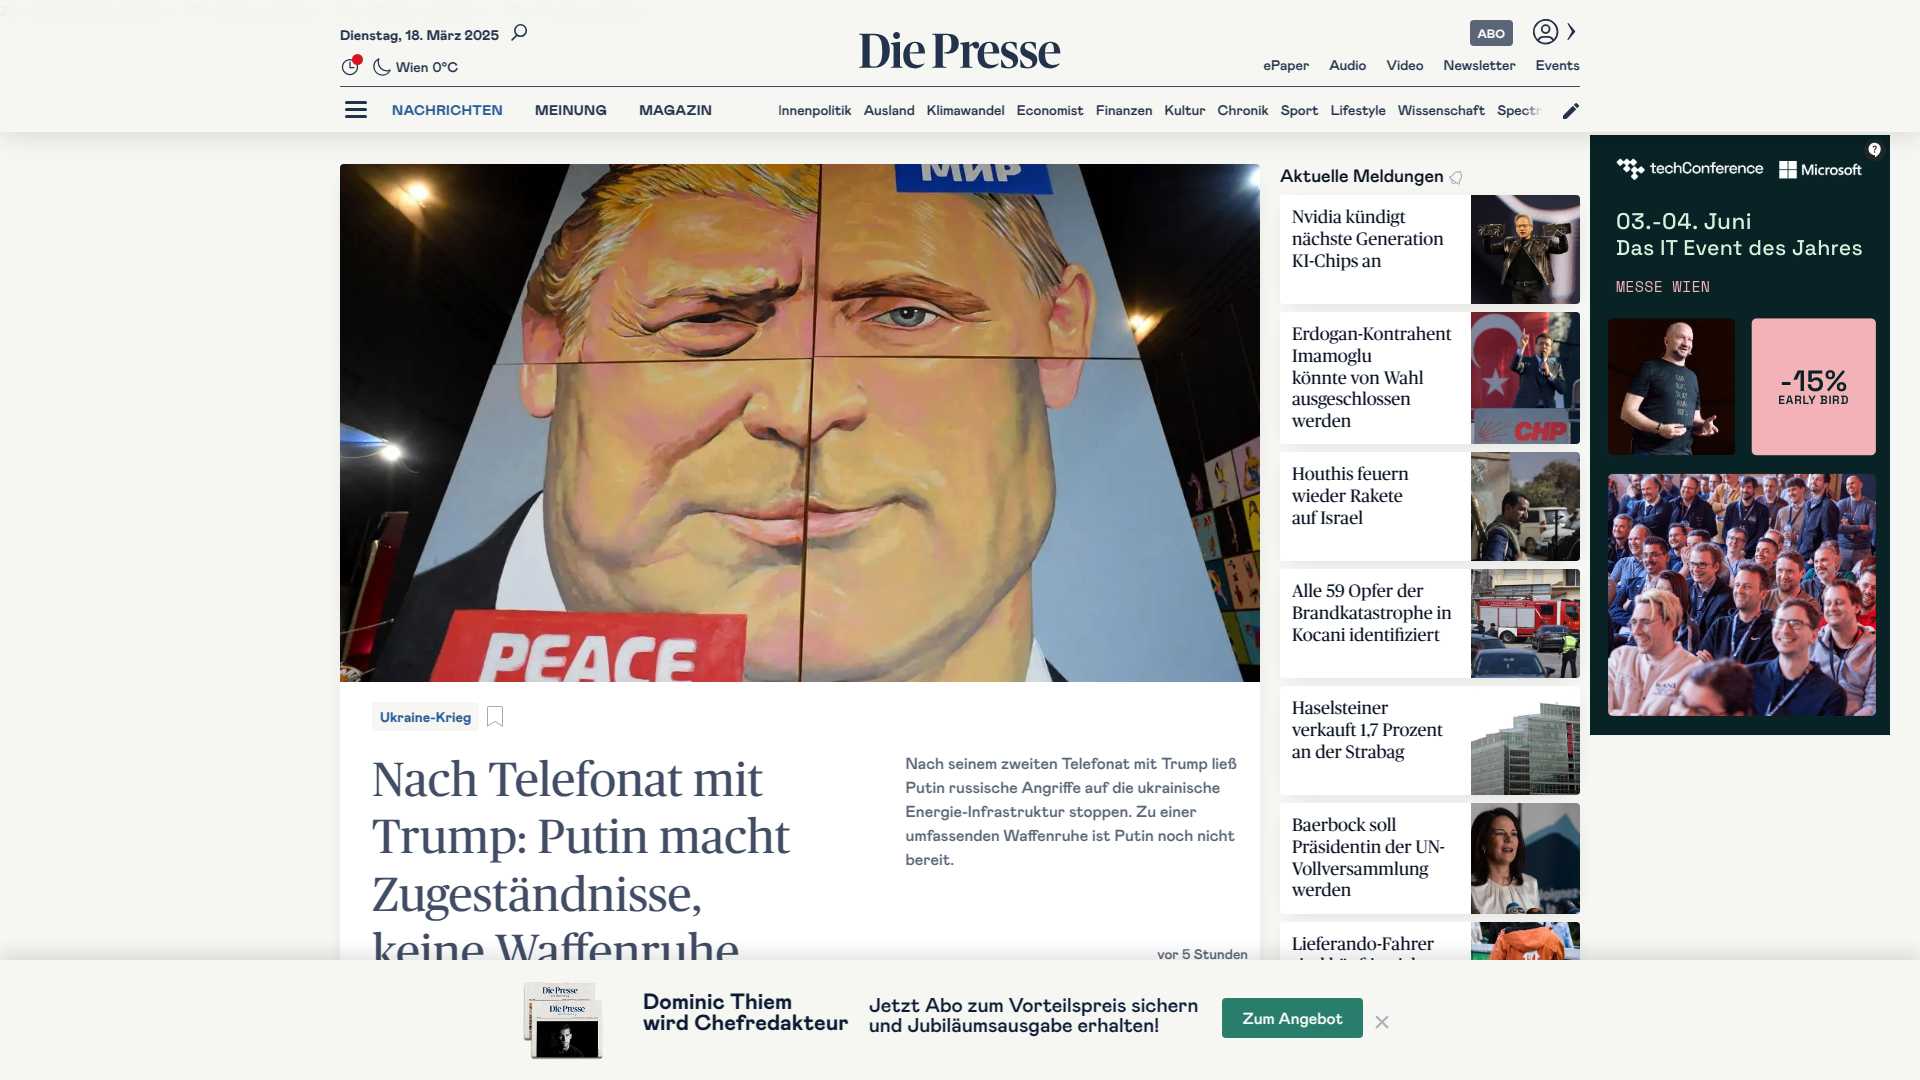 Dienstag, 18. März 2025
Wien 0°C
Die Presse
ABO
ePaper Audio Video Newsletter Events
NACHRICHTEN MEINUNG MAGAZIN Innenpolitik Ausland Klimawandel Economist Finanzen Kultur Chronik Sport Lifestyle Wissenschaft Spectr
МИР
PEACE
Ukraine-Krieg
Nach Telefonat mit
Trump: Putin macht
Zugeständnisse,
keine Waffenruhe
Nach seinem zweiten Telefonat mit Trump ließ
Putin russische Angriffe auf die ukrainische
Energie-Infrastruktur stoppen. Zu einer
umfassenden Waffenruhe ist Putin noch nicht
bereit.
vor 5 Stunden
Aktuelle Meldungen
Nvidia kündigt
nächste Generation
KI-Chips an
Erdogan-Kontrahent
Imamoglu
könnte von Wahl
ausgeschlossen
werden
CHP
Houthis feuern
wieder Rakete
auf Israel
Alle 59 Opfer der
Brandkatastrophe in
Kocani identifiziert
Haselsteiner
verkauft 1,7 Prozent
an der Strabag
Baerbock soll
Präsidentin der UN-
Vollversammlung
werden
Lieferando-Fahrer
techConference Microsoft
03.-04. Juni
Das IT Event des Jahres
MESSE WIEN
-15%
EARLY BIRD
Die Presse
Die Presse
Dominic Thiem
wird Chefredakteur
Jetzt Abo zum Vorteilspreis sichern
und Jubiläumsausgabe erhalten!
Zum Angebot